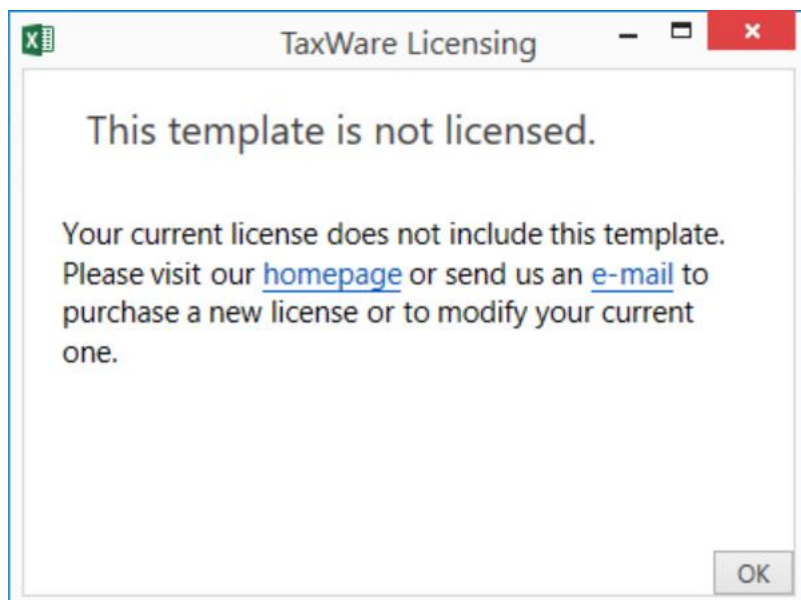 TaxWare Licensing
This template is not licensed.
Your current license does not include this template.
Please visit our homepage or send us an e-mail to
purchase a new license or to modify your current
one.
OK